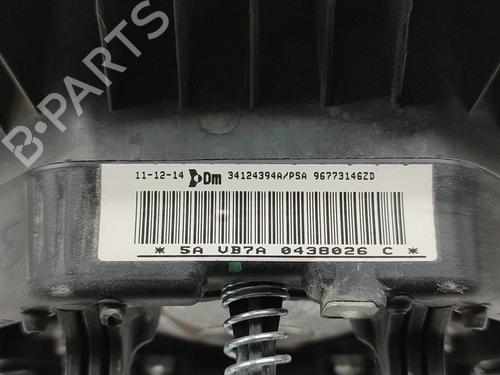 B-PARTS
11-12-14 Dm 34124394A/PSA 96773146ZD
* 5A VB7A 0438026 C *